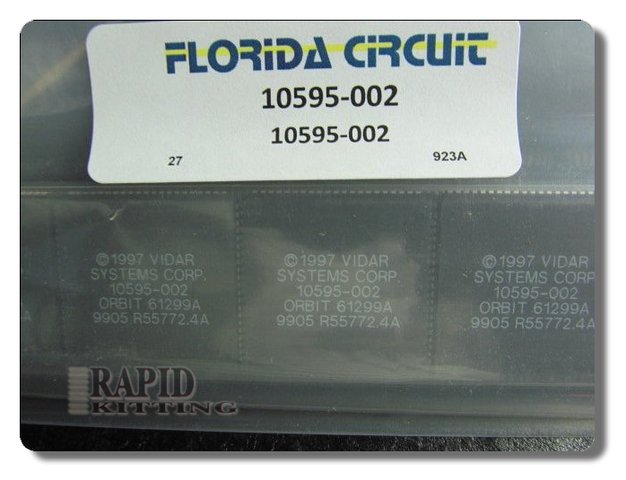 FLORIDA CIRCUIT
10595-002
10595-002
27 923A
©1997 VIDAR
SYSTEMS CORP.
10595-002
ORBIT 61299A
9905 R55772.4A
©1997 VIDAR
SYSTEMS CORP.
10595-002
ORBIT 61299A
9905 R55772.4A
©1997 VIDAR
SYSTEMS CORP
10595-002
ORBIT 61299A
9905 R55772.4A
RAPID
KITTING